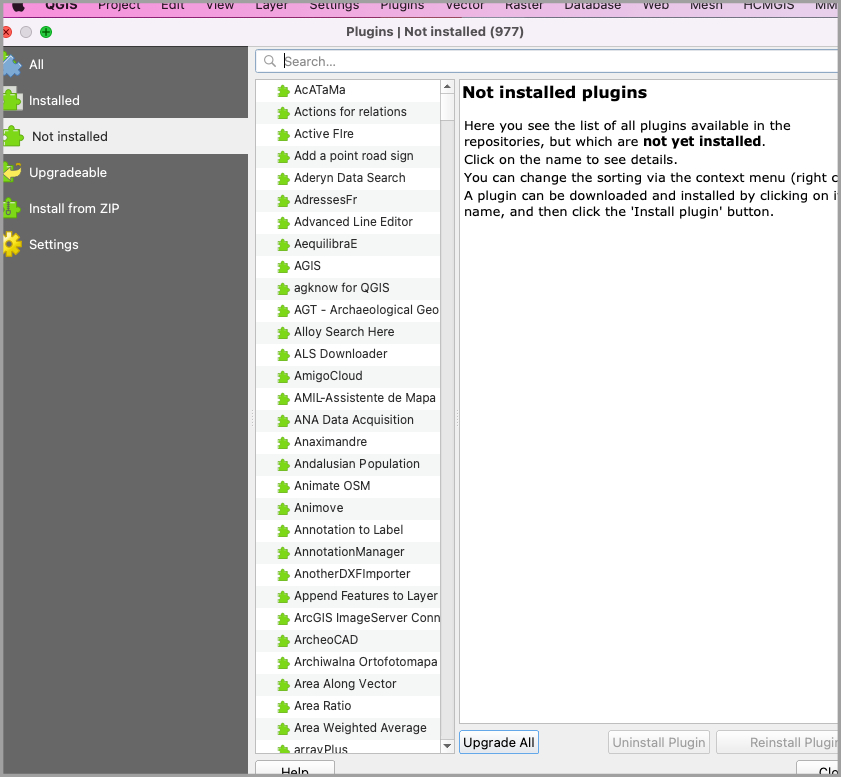 QGIS Project Edit View Layer Settings Plugins Vector Raster Database Web Mesh HCMGIS MM
Plugins | Not installed (977)
All
Installed
Not installed
Upgradeable
Install from ZIP
Settings
Search...
AcATaMa
Actions for relations
Active FIre
Add a point road sign
Aderyn Data Search
AdressesFr
Advanced Line Editor
AequilibraE
AGIS
agknow for QGIS
AGT - Archaeological Geo
Alloy Search Here
ALS Downloader
AmigoCloud
AMIL-Assistente de Mapa
ANA Data Acquisition
Anaximandre
Andalusian Population
Animate OSM
Animove
Annotation to Label
AnnotationManager
AnotherDXFImporter
Append Features to Layer
ArcGIS ImageServer Conn
ArcheoCAD
Archiwalna Ortofotomapa
Area Along Vector
Area Ratio
Area Weighted Average
arrayPlus
Not installed plugins
Here you see the list of all plugins available in the
repositories, but which are not yet installed.
Click on the name to see details.
You can change the sorting via the context menu (right c
A plugin can be downloaded and installed by clicking on i
name, and then click the 'Install plugin' button.
Upgrade All
Uninstall Plugin
Reinstall Plugin
Help
Clo